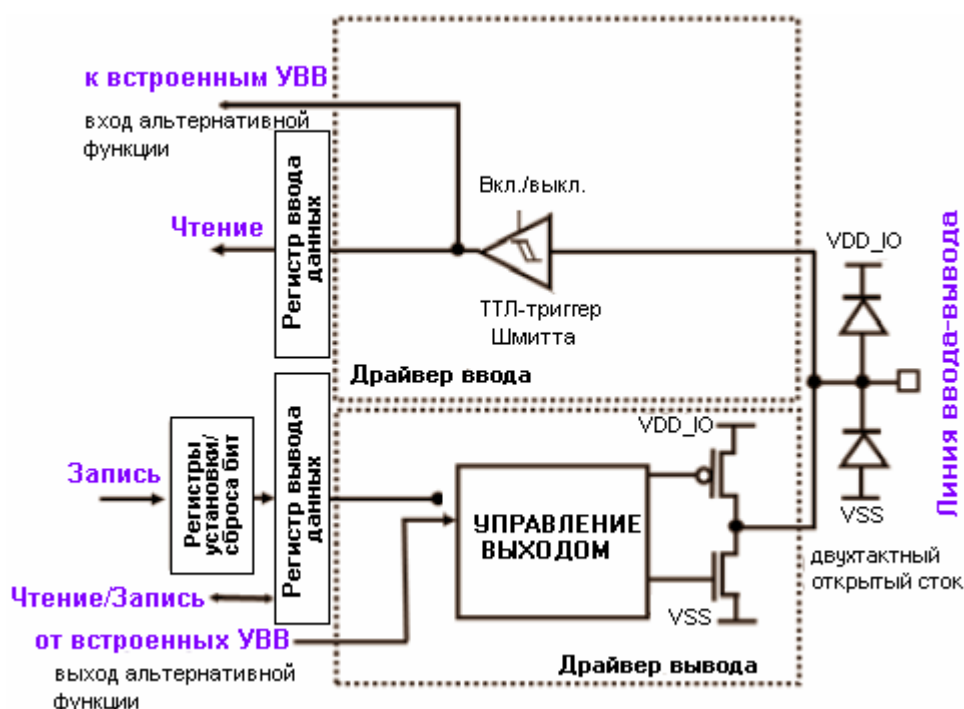 к встроенным УВВ
вход альтернативной
функции
Чтение
Регистр ввода
данных
Вкл./выкл.
ТТЛ-триггер
Шмитта
Драйвер ввода
VDD_IO
Линия ввода-вывода
VSS
Запись
Регистры
установки/
сброса бит
Регистр вывода
данных
Чтение/Запись
от встроенных УВВ
выход альтернативной
функции
УПРАВЛЕНИЕ
ВЫХОДОМ
VDD_IO
VSS
двухтактный
открытый сток
Драйвер вывода